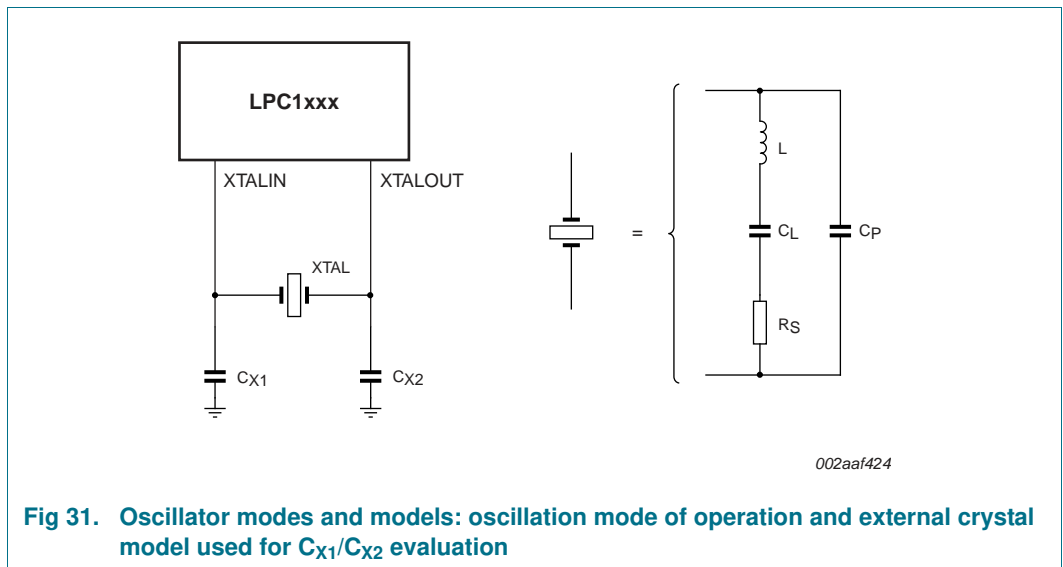 LPC1xxx
XTALIN
XTALOUT
XTAL
CX1
CX2
=
L
CL
CP
RS
002aaf424
Fig 31. Oscillator modes and models: oscillation mode of operation and external crystal
model used for CX1/CX2 evaluation